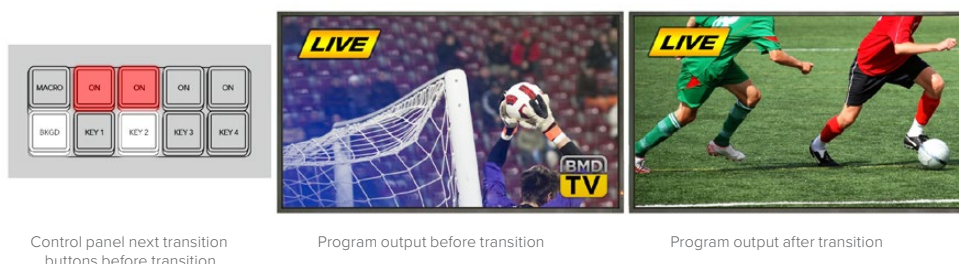 MACRO ON ON ON ON
BKGD KEY 1 KEY 2 KEY 3 KEY 4
LIVE
BMD
TV
LIVE
Control panel next transition
buttons before transition
Program output before transition
Program output after transition